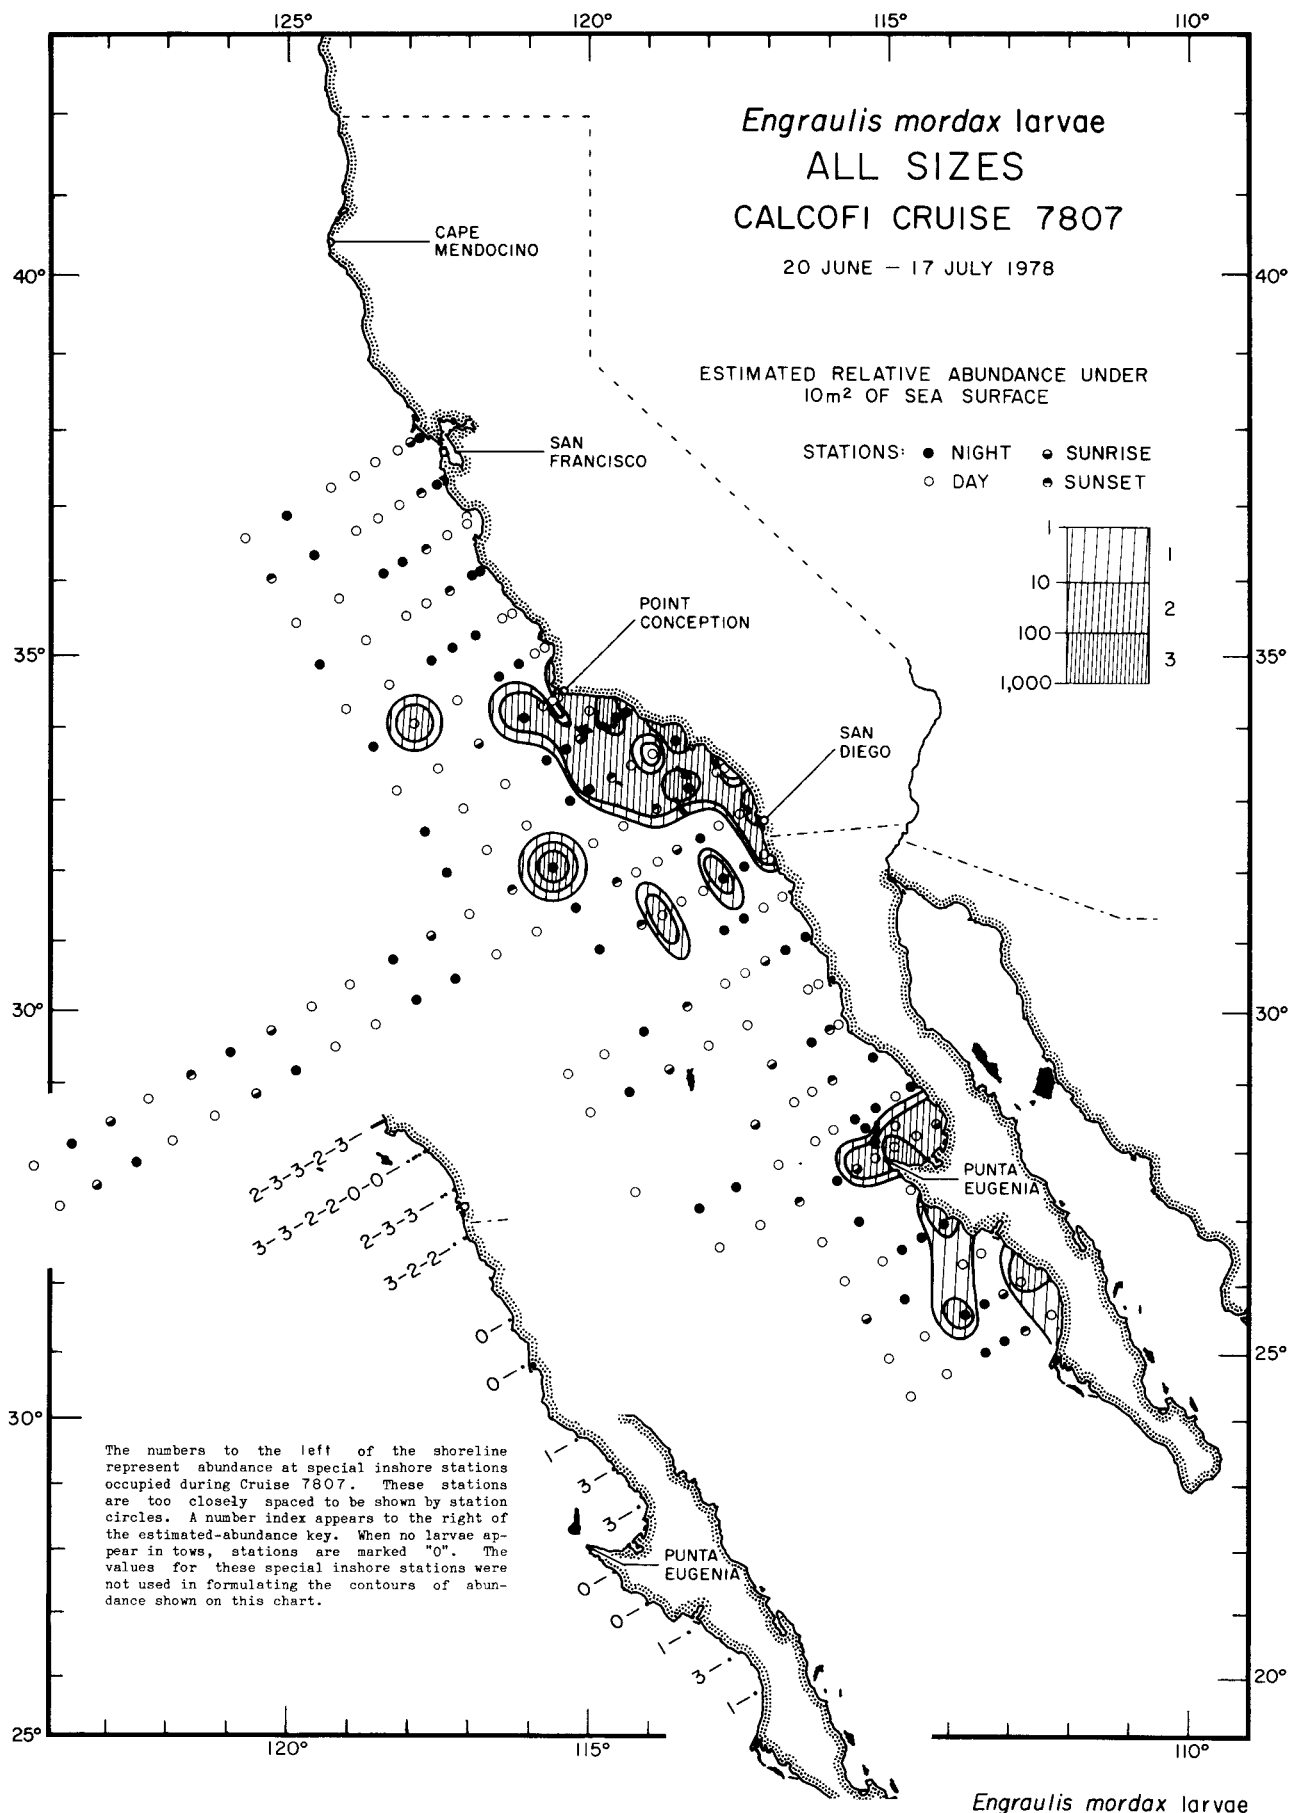 125°
120°
115°
110°
Engraulis mordax larvae
ALL SIZES
CALCOFI CRUISE 7807
20 JUNE – 17 JULY 1978
CAPE
MENDOCINO
40°
40°
ESTIMATED RELATIVE ABUNDANCE UNDER
10m² OF SEA SURFACE
SAN
FRANCISCO
STATIONS: ● NIGHT SUNRISE
○ DAY SUNSET
1
1
10
2
100
3
1,000
POINT
CONCEPTION
35°
35°
SAN
DIEGO
30°
30°
2-3-3-2-3
3-3-2-2-0-0
2-3-3
3-2-2
0
0
PUNTA
EUGENIA
25°
30°
1
3
3
The numbers to the left of the shoreline
represent abundance at special inshore stations
occupied during Cruise 7807. These stations
are too closely spaced to be shown by station
circles. A number index appears to the right of
the estimated-abundance key. When no larvae ap-
pear in tows, stations are marked "0". The
values for these special inshore stations were
not used in formulating the contours of abun-
dance shown on this chart.
PUNTA
EUGENIA
0
0
1
3
1
20°
25°
120°
115°
110°
Engraulis mordax larvae